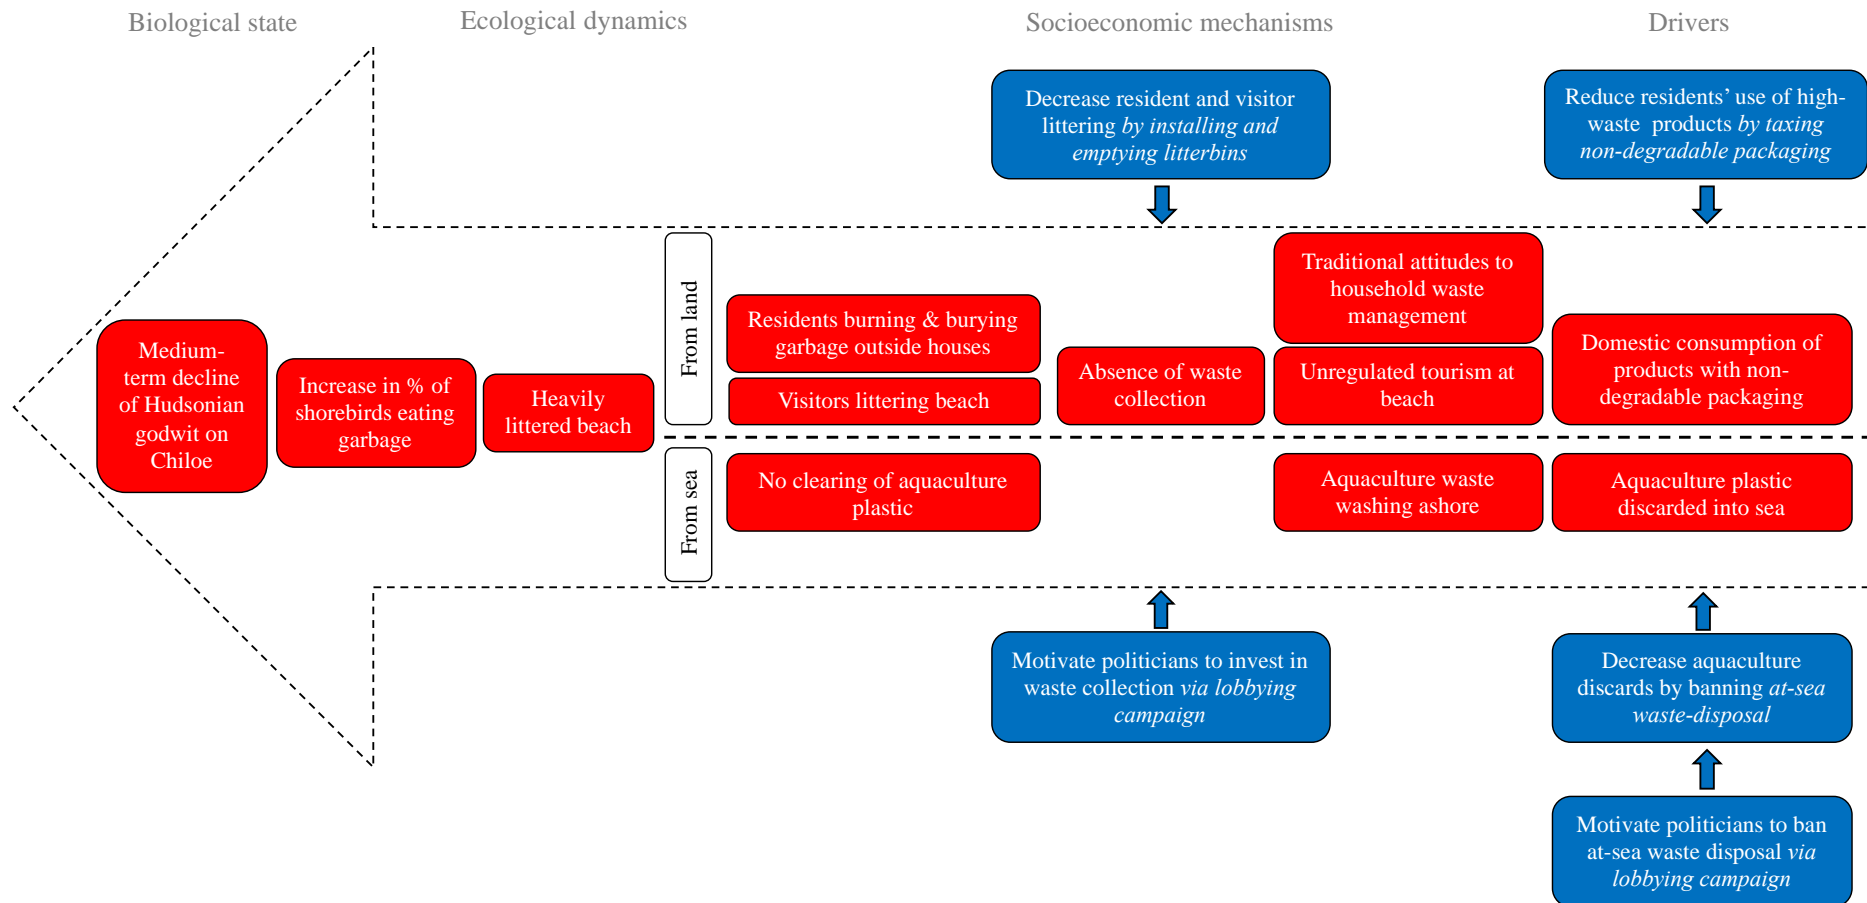 Biological state
Ecological dynamics
Socioeconomic mechanisms
Drivers
Decrease resident and visitor
littering by installing and
emptying litterbins
Reduce residents’ use of high-
waste products by taxing
non-degradable packaging
From land
Traditional attitudes to
household waste
management
Residents burning & burying
garbage outside houses
Medium-
term decline
of Hudsonian
godwit on
Chiloe
Increase in % of
shorebirds eating
garbage
Heavily
littered beach
Visitors littering beach
Absence of waste
collection
Unregulated tourism at
beach
Domestic consumption of
products with non-
degradable packaging
From sea
No clearing of aquaculture
plastic
Aquaculture waste
washing ashore
Aquaculture plastic
discarded into sea
Motivate politicians to invest in
waste collection via lobbying
campaign
Decrease aquaculture
discards by banning at-sea
waste-disposal
Motivate politicians to ban
at-sea waste disposal via
lobbying campaign